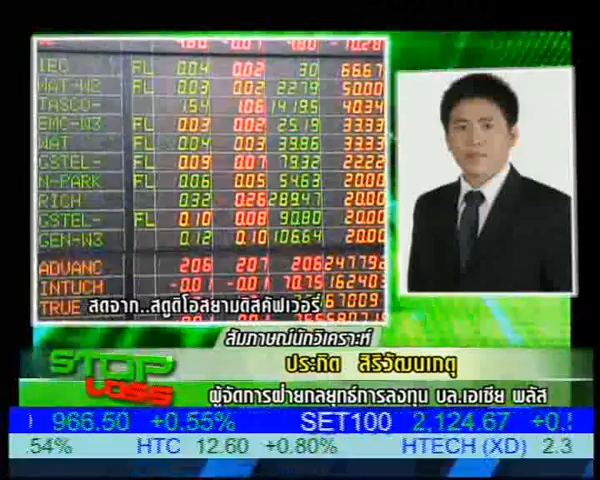 IEC FL 0.04 0.02 30 66.67
WAT-W2 FL 0.03 0.02 22.79 50.00
TASCO- 1.54 1.06 14.195 40.34
EMC-W3 FL 0.03 0.02 25.19 33.33
WAT FL 0.04 0.03 39.86 33.33
GSTEL- FL 0.09 0.07 79.32 22.22
N-PARK FL 0.06 0.05 54.63 20.00
RICH 0.32 0.26 20.00
GSTEL- FL 0.10 0.08 90.80 20.00
GEN-W3 0.12 0.10 106.64 20.00
ADVANC 206 207 206
INTUCH -0.01 -0.01 70.75 162403
TRUE
สดจาก..สตูดิโอสยามดิสคัฟเวอรี่
สัมภาษณ์นักวิเคราะห์
STOP LOSS
ประกิต สิริวัฒนเกตุ
ผู้จัดการฝ่ายกลยุทธ์การลงทุน บล.เอเซีย พลัส
966.50 +0.55% SET100 2,124.67
.54% HTC 12.60 +0.80% HTECH (XD) 2.3